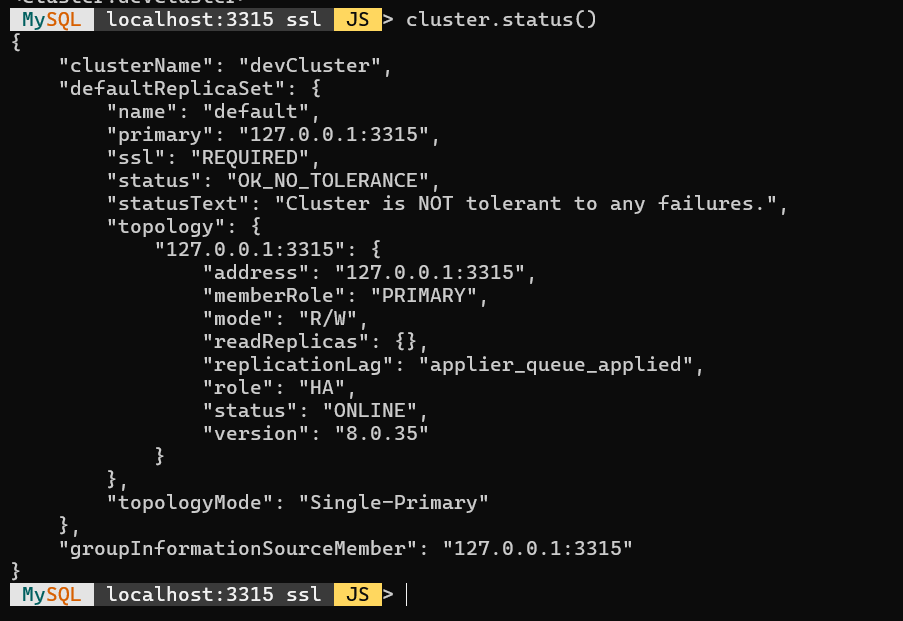 MySQL localhost:3315 ssl JS > cluster.status()
{
    "clusterName": "devCluster",
    "defaultReplicaSet": {
        "name": "default",
        "primary": "127.0.0.1:3315",
        "ssl": "REQUIRED",
        "status": "OK_NO_TOLERANCE",
        "statusText": "Cluster is NOT tolerant to any failures.",
        "topology": {
            "127.0.0.1:3315": {
                "address": "127.0.0.1:3315",
                "memberRole": "PRIMARY",
                "mode": "R/W",
                "readReplicas": {},
                "replicationLag": "applier_queue_applied",
                "role": "HA",
                "status": "ONLINE",
                "version": "8.0.35"
            }
        },
        "topologyMode": "Single-Primary"
    },
    "groupInformationSourceMember": "127.0.0.1:3315"
}
MySQL localhost:3315 ssl JS >